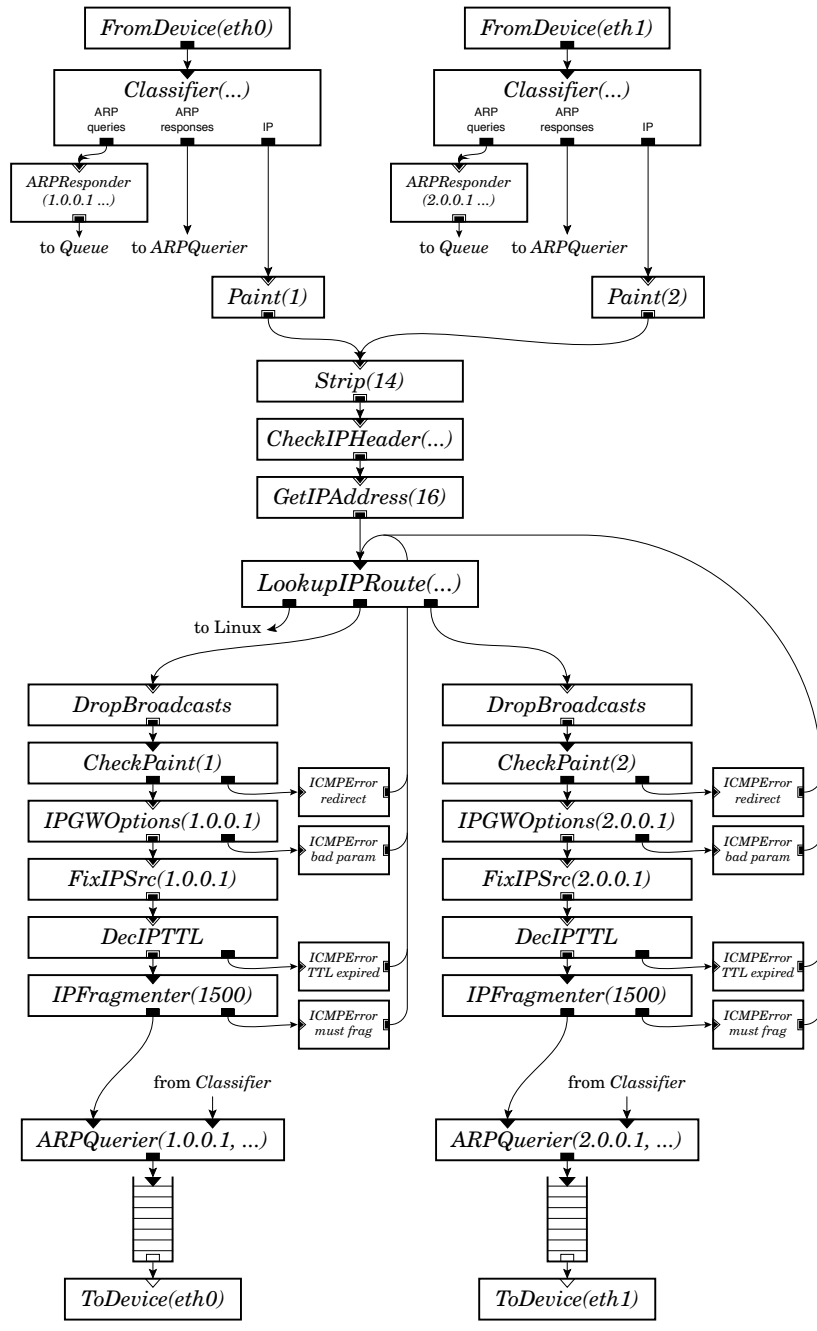 FromDevice(eth0)
FromDevice(eth1)
Classifier(...)
ARP
queries
ARP
responses
IP
Classifier(...)
ARP
queries
ARP
responses
IP
ARPResponder
(1.0.0.1 ...)
ARPResponder
(2.0.0.1 ...)
to Queue
to ARPQuerier
to Queue
to ARPQuerier
Paint(1)
Paint(2)
Strip(14)
CheckIPHeader(...)
GetIPAddress(16)
LookupIPRoute(...)
to Linux
DropBroadcasts
CheckPaint(1)
ICMPError
redirect
IPGWOptions(1.0.0.1)
ICMPError
bad param
FixIPSrc(1.0.0.1)
DecIPTTL
ICMPError
TTL expired
IPFragmenter(1500)
ICMPError
must frag
from Classifier
ARPQuerier(1.0.0.1, ...)
ToDevice(eth0)
DropBroadcasts
CheckPaint(2)
ICMPError
redirect
IPGWOptions(2.0.0.1)
ICMPError
bad param
FixIPSrc(2.0.0.1)
DecIPTTL
ICMPError
TTL expired
IPFragmenter(1500)
ICMPError
must frag
from Classifier
ARPQuerier(2.0.0.1, ...)
ToDevice(eth1)